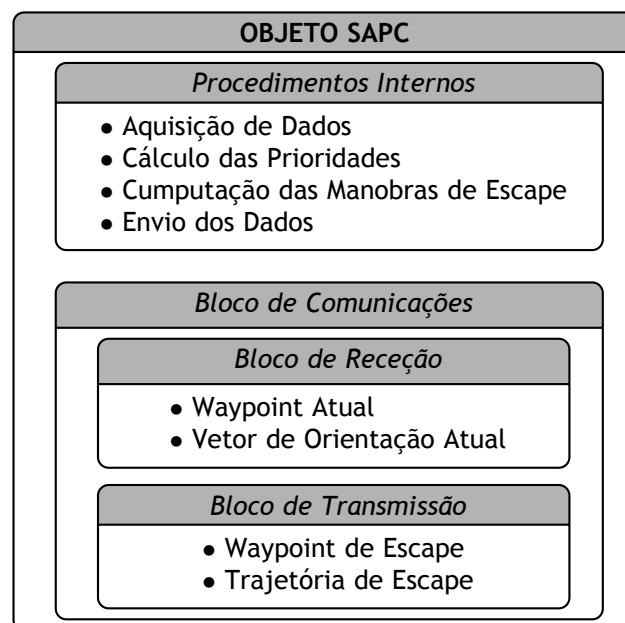 OBJETO SAPC
Procedimentos Internos
• Aquisição de Dados
• Cálculo das Prioridades
• Cumputação das Manobras de Escape
• Envio dos Dados
Bloco de Comunicações
Bloco de Receção
• Waypoint Atual
• Vetor de Orientação Atual
Bloco de Transmissão
• Waypoint de Escape
• Trajetória de Escape